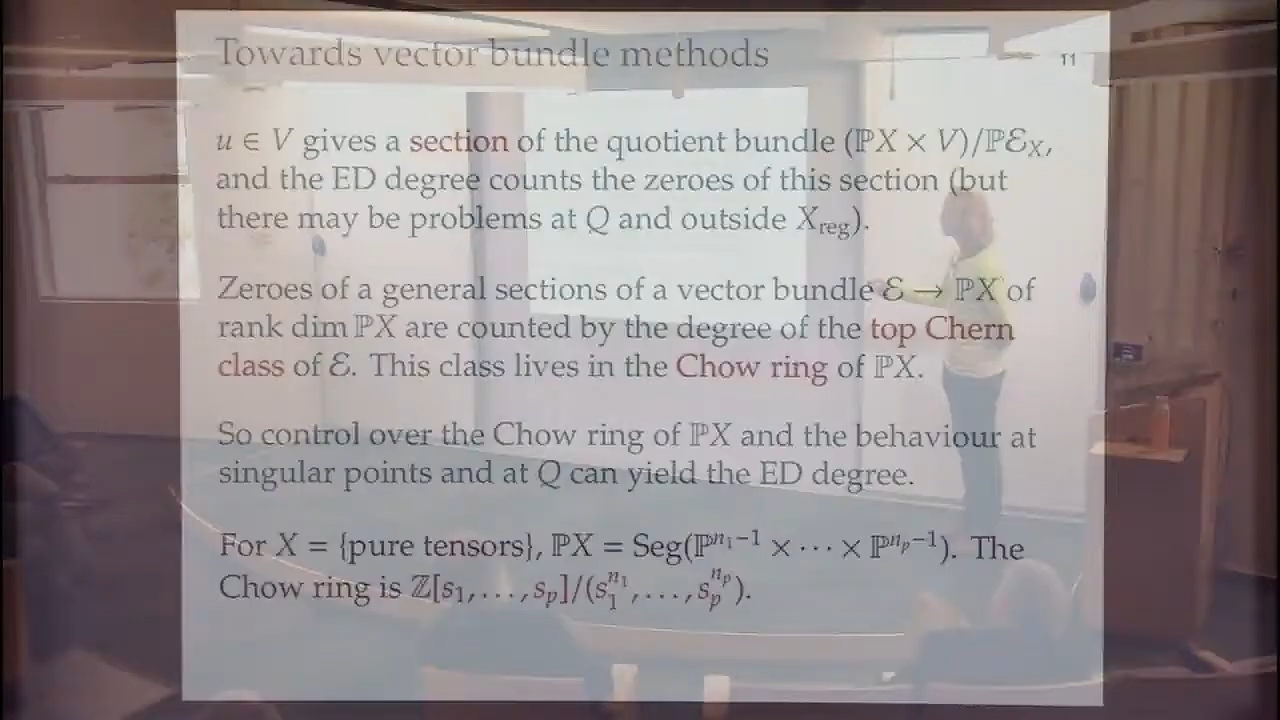 Towards vector bundle methods
11
u ∈ V gives a section of the quotient bundle (ℙX × V)/ℙℰ_X,
and the ED degree counts the zeroes of this section (but
there may be problems at Q and outside X_reg).
Zeroes of a general sections of a vector bundle ℰ → ℙX of
rank dim ℙX are counted by the degree of the top Chern
class of ℰ. This class lives in the Chow ring of ℙX.
So control over the Chow ring of ℙX and the behaviour at
singular points and at Q can yield the ED degree.
For X = {pure tensors}, ℙX = Seg(ℙ^{n_1−1} × ··· × ℙ^{n_p−1}). The
Chow ring is ℤ[s_1, . . . , s_p]/(s_1^{n_1}, . . . , s_p^{n_p}).